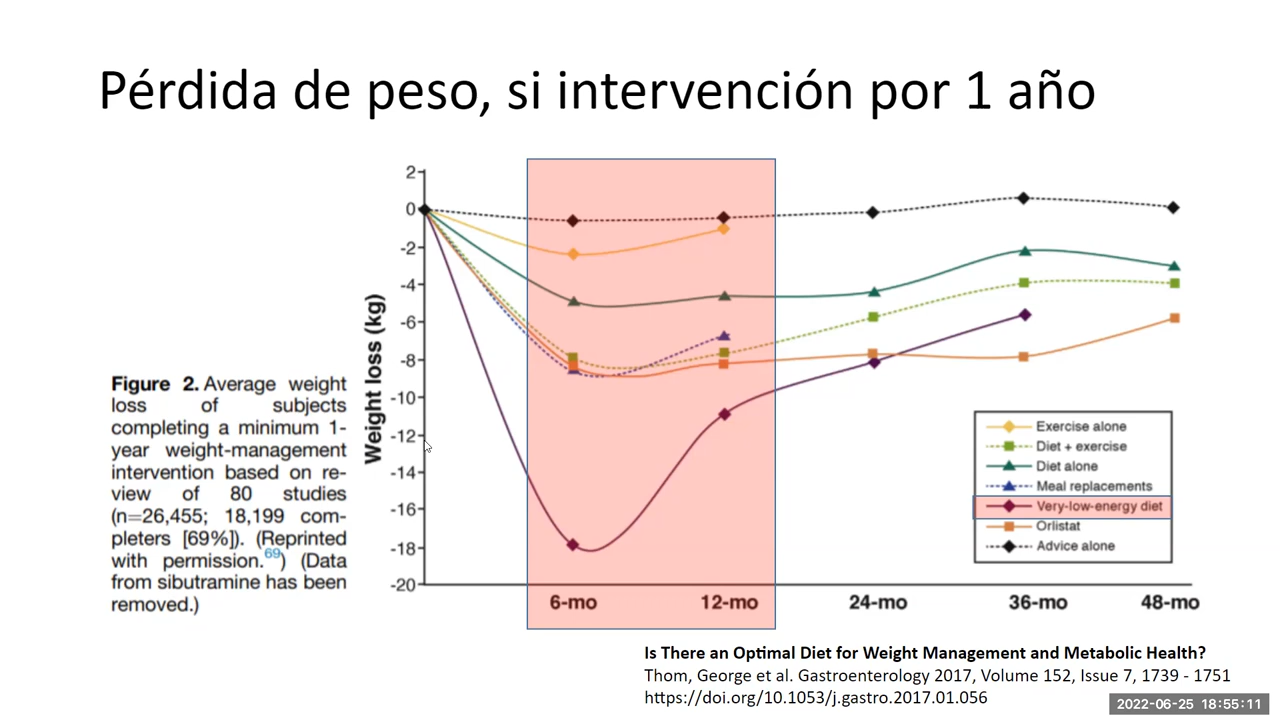 Pérdida de peso, si intervención por 1 año
2
0
-2
-4
-6
-8
-10
-12
-14
-16
-18
-20
Weight loss (kg)
6-mo 12-mo 24-mo 36-mo 48-mo
Exercise alone
Diet + exercise
Diet alone
Meal replacements
Very-low-energy diet
Orlistat
Advice alone
Figure 2. Average weight
loss of subjects
completing a minimum 1-
year weight-management
intervention based on re-
view of 80 studies
(n=26,455; 18,199 com-
pleters [69%]). (Reprinted
with permission.69) (Data
from sibutramine has been
removed.)
Is There an Optimal Diet for Weight Management and Metabolic Health?
Thom, George et al. Gastroenterology 2017, Volume 152, Issue 7, 1739 - 1751
https://doi.org/10.1053/j.gastro.2017.01.056
2022-06-25 18:55:11